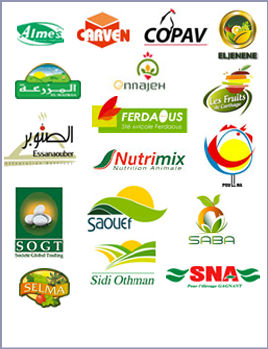 Almes
CARVEN
COPAV
ELJENENE
المزرعة
EL MAZRAA
Onnajeh
Les Fruits
de Carthage
FERDAOUS
Sté avicole Ferdaous
الصنوبر
Essanaouber
Nutrimix
Nutrition Animale
POULINA
SOGT
Société Global Trading
saouef
SABA
SELMA
Sidi Othman
SNA
Pour l'élevage GAGNANT